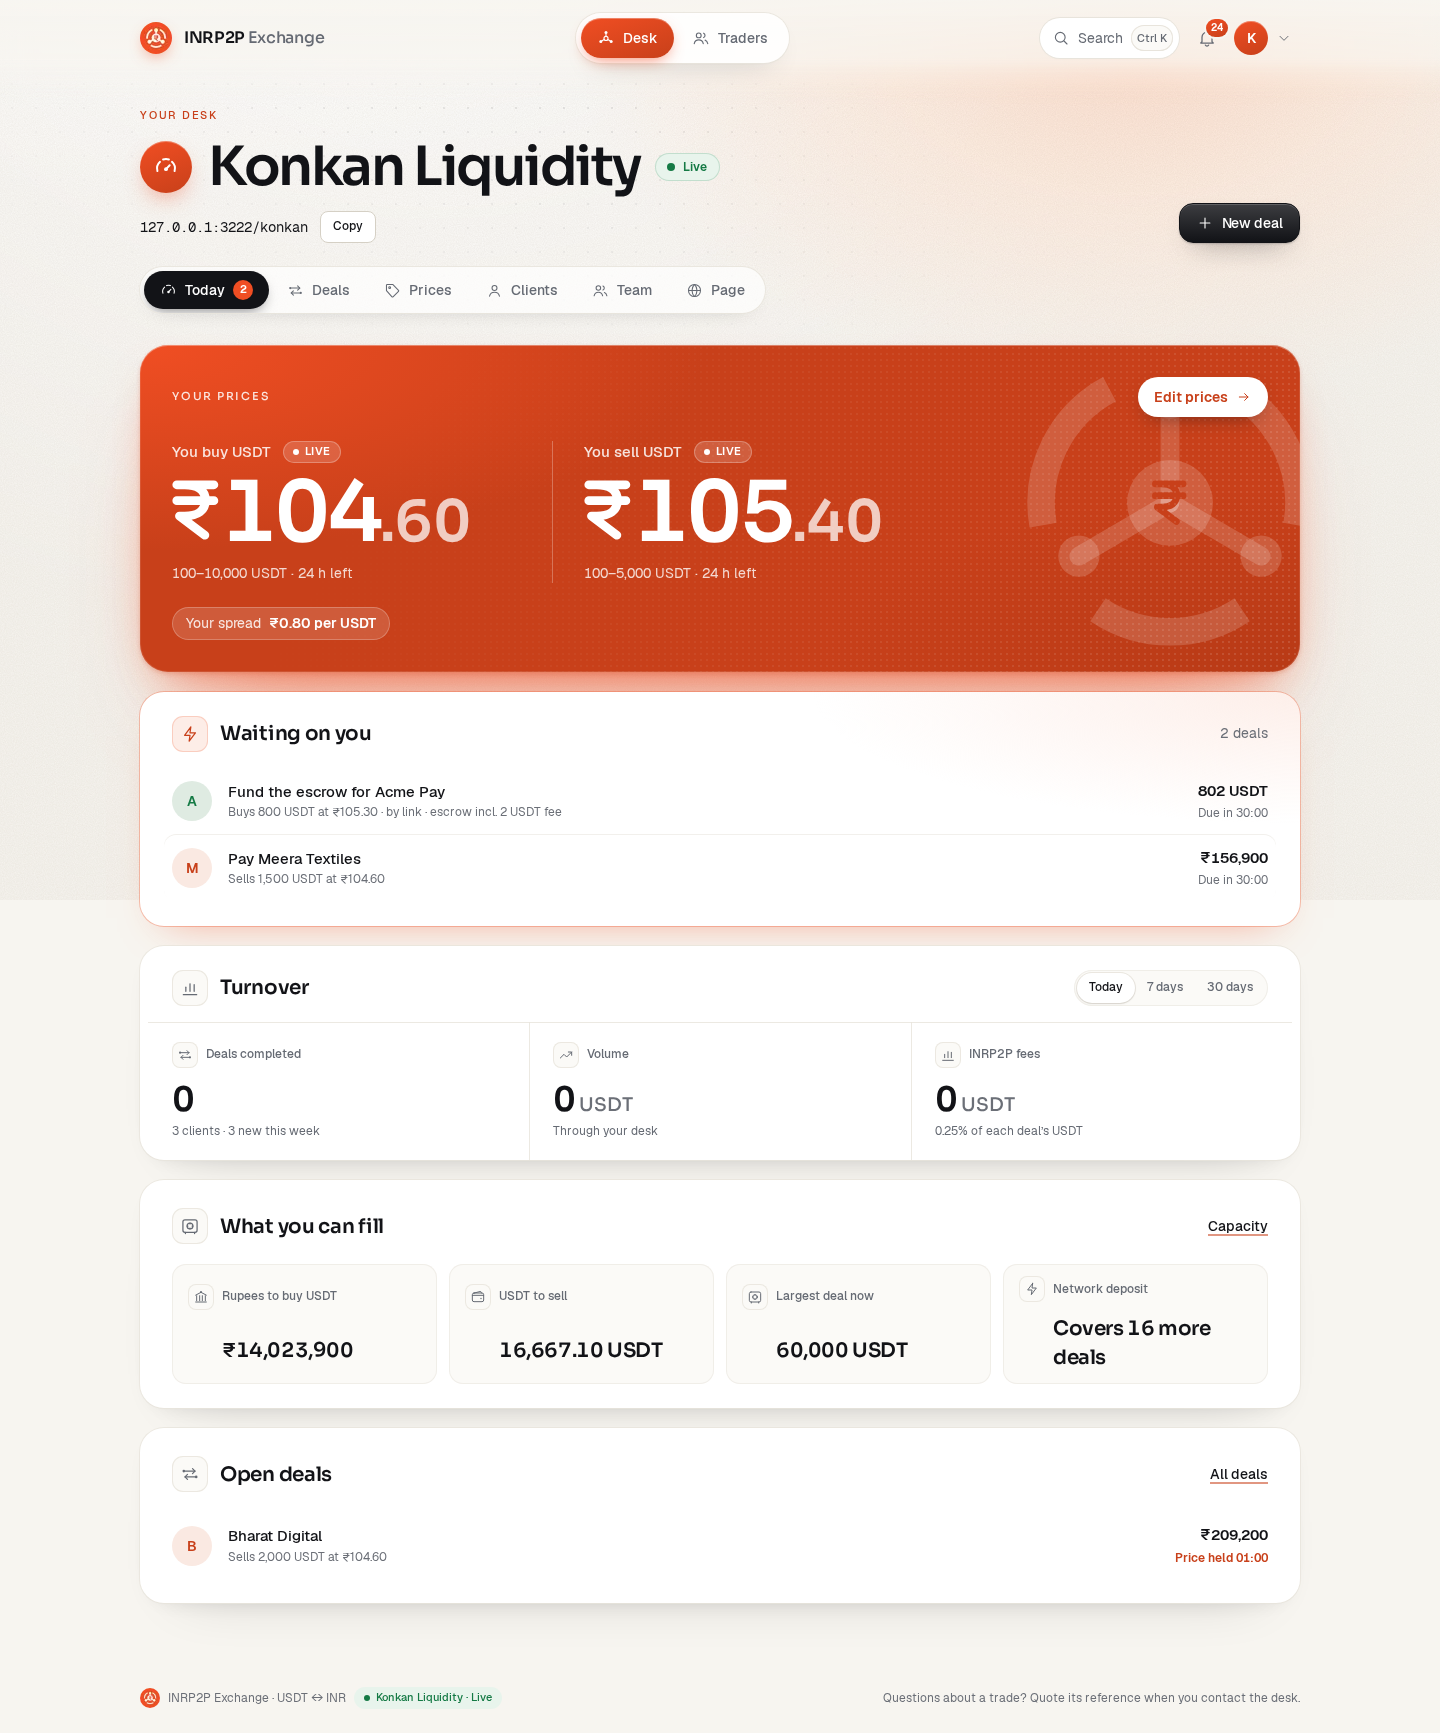 INRP2P Exchange
Desk
Traders
Search Ctrl K
24
K
YOUR DESK
Konkan Liquidity
Live
127.0.0.1:3222/konkan
Copy
New deal
Today 2
Deals
Prices
Clients
Team
Page
YOUR PRICES
Edit prices
You buy USDT LIVE
₹104.60
100–10,000 USDT · 24 h left
You sell USDT LIVE
₹105.40
100–5,000 USDT · 24 h left
₹
Your spread ₹0.80 per USDT
Waiting on you
2 deals
A
Fund the escrow for Acme Pay
802 USDT
Buys 800 USDT at ₹105.30 · by link · escrow incl. 2 USDT fee
Due in 30:00
M
Pay Meera Textiles
₹156,900
Sells 1,500 USDT at ₹104.60
Due in 30:00
Turnover
Today
7 days
30 days
Deals completed
0
3 clients · 3 new this week
Volume
0 USDT
Through your desk
INRP2P fees
0 USDT
0.25% of each deal's USDT
What you can fill
Capacity
Rupees to buy USDT
₹14,023,900
USDT to sell
16,667.10 USDT
Largest deal now
60,000 USDT
Network deposit
Covers 16 more
deals
Open deals
All deals
B
Bharat Digital
₹209,200
Sells 2,000 USDT at ₹104.60
Price held 01:00
INRP2P Exchange · USDT ↔ INR
Konkan Liquidity · Live
Questions about a trade? Quote its reference when you contact the desk.